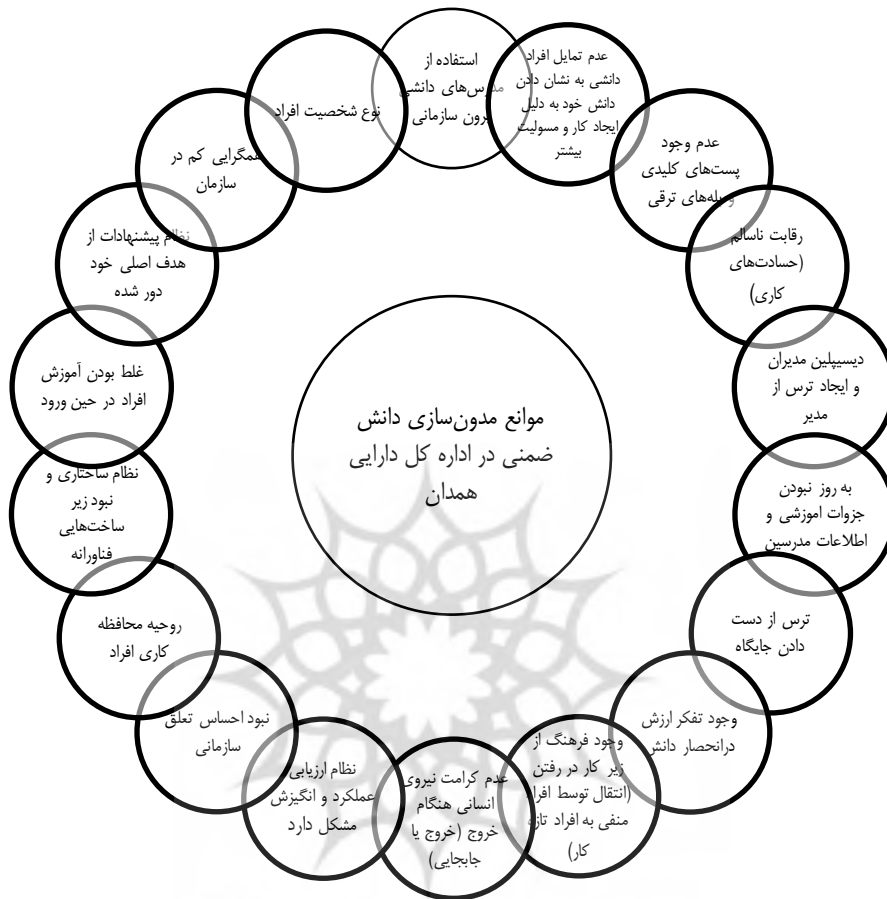 موانع مدون‌سازی دانش
ضمنی در اداره کل دارایی
همدان
استفاده از
مدرس‌های دانشی
برون سازمانی
عدم تمایل افراد
دانشی به نشان دادن
دانش خود به دلیل
ایجاد کار و مسولیت
بیشتر
عدم وجود
پست‌های کلیدی
و پله‌های ترقی
رقابت ناسالم
(حسادت‌های
کاری)
دیسیپلین مدیران
و ایجاد ترس از
مدیر
به روز نبودن
جزوات اموزشی و
اطلاعات مدرسین
ترس از دست
دادن جایگاه
وجود تفکر ارزش
درانحصار دانش
وجود فرهنگ از
زیر کار در رفتن
(انتقال توسط افراد
منفی به افراد تازه
کار)
عدم کرامت نیروی
انسانی هنگام
خروج (خروج یا
جابجایی)
نظام ارزیابی
عملکرد و انگیزش
مشکل دارد
نبود احساس تعلق
سازمانی
روحیه محافظه
کاری افراد
نظام ساختاری و
نبود زیر
ساخت‌هایی
فناورانه
غلط بودن آموزش
افراد در حین ورود
نظام پیشنهادات از
هدف اصلی خود
دور شده
همگرایی کم در
سازمان
نوع شخصیت افراد